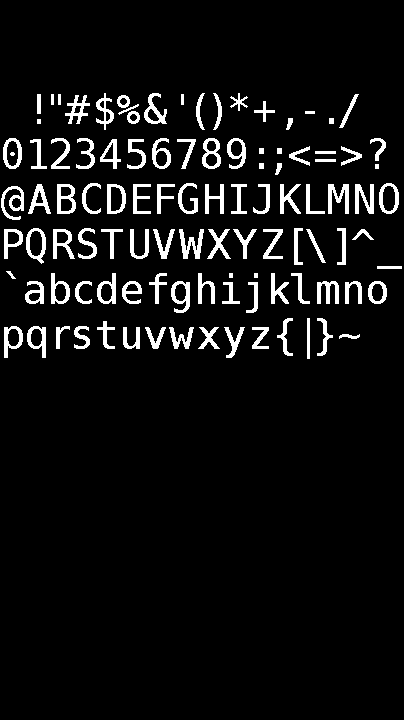 !"#$%&'()*+,-./
0123456789:;<=>?
@ABCDEFGHIJKLMNO
PQRSTUVWXYZ[\]^_
`abcdefghijklmno
pqrstuvwxyz{|}~